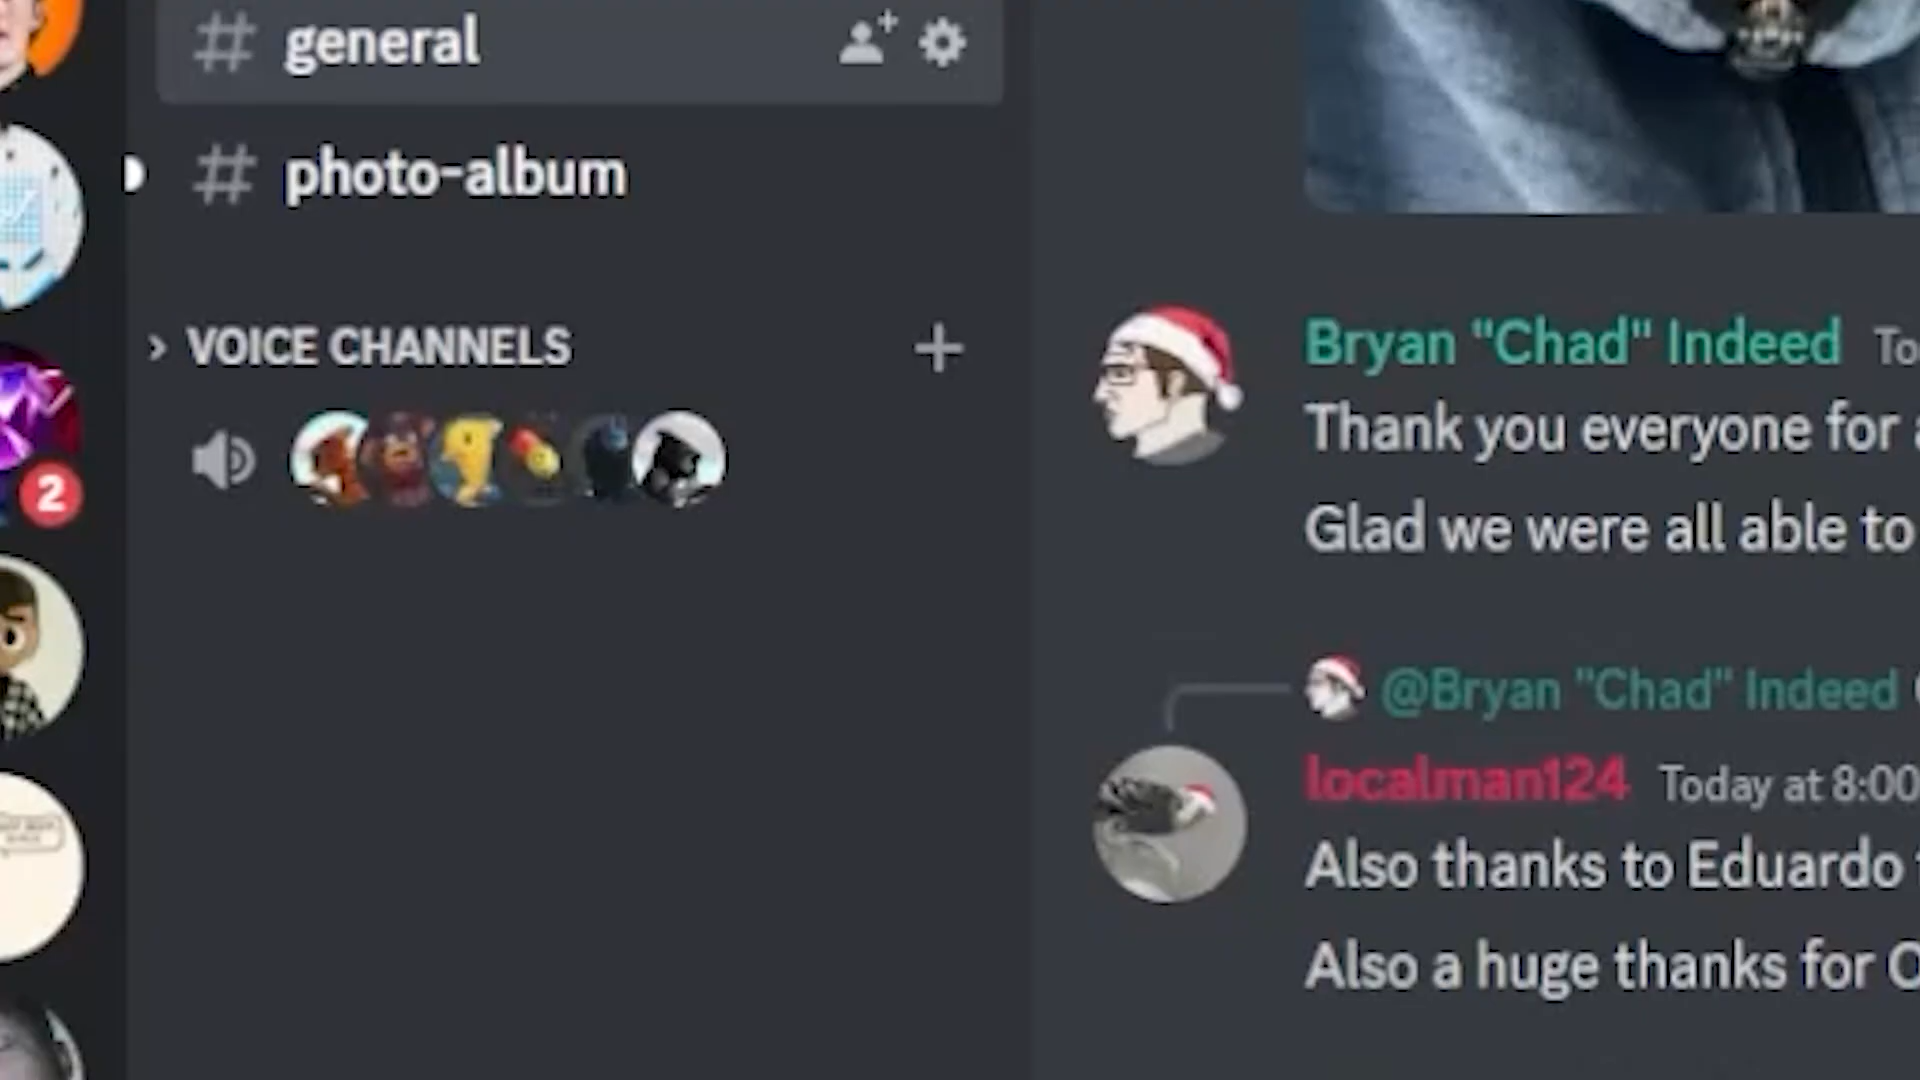 general
photo-album
VOICE CHANNELS
2
Bryan "Chad" Indeed To
Thank you everyone for a
Glad we were all able to
@Bryan "Chad" Indeed
localman124 Today at 8:00
Also thanks to Eduardo
Also a huge thanks for O